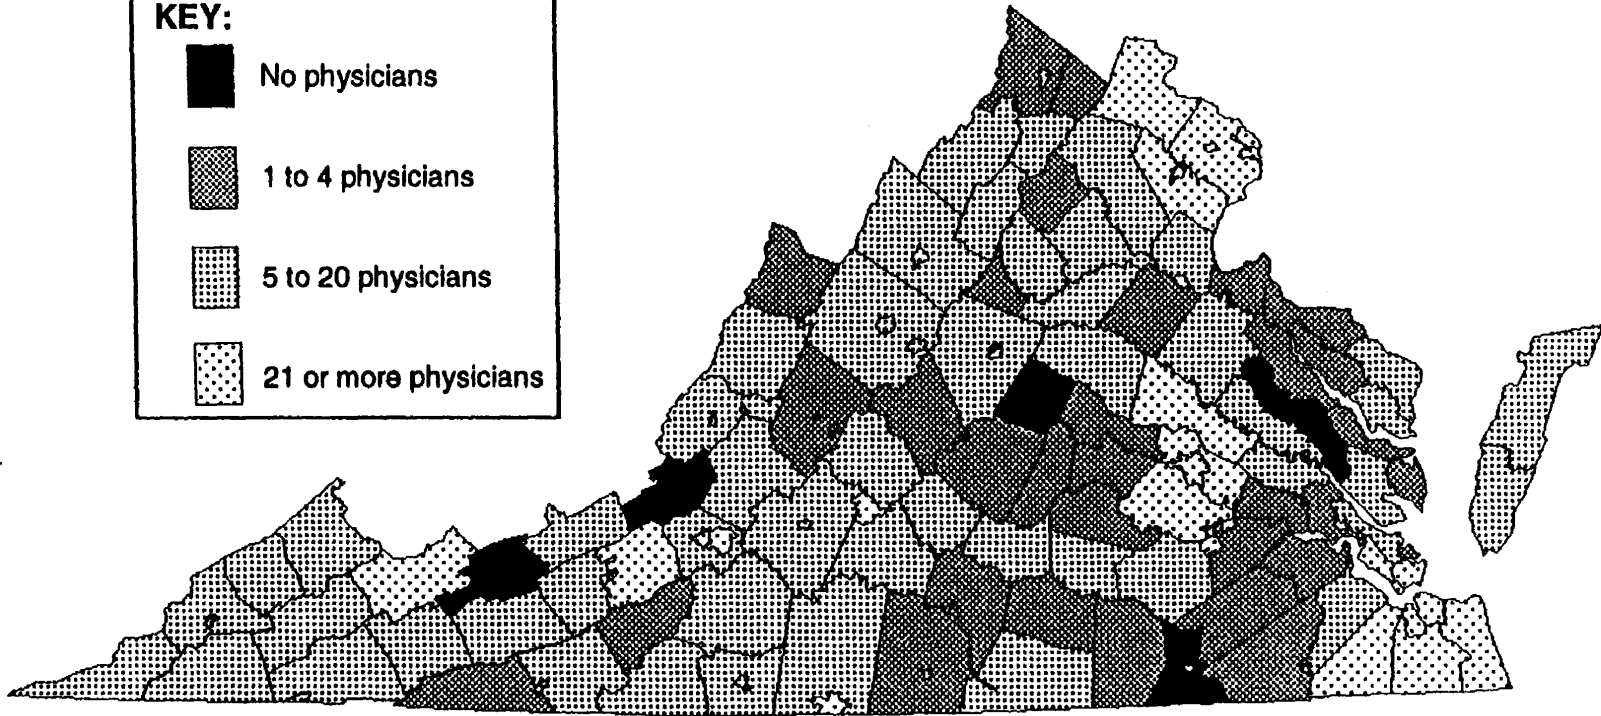 KEY:
No physicians
1 to 4 physicians
5 to 20 physicians
21 or more physicians